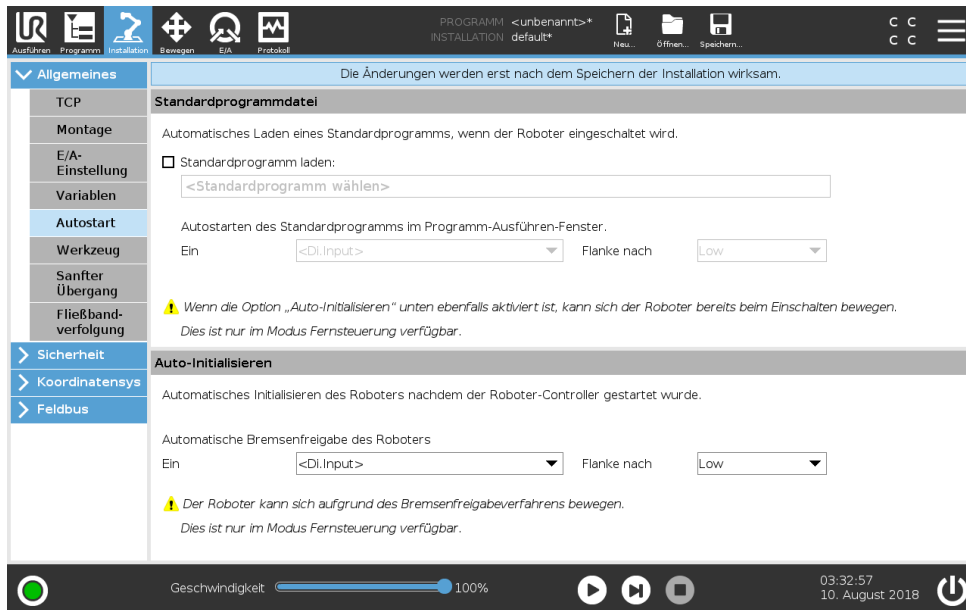 PROGRAMM <unbenannt>*
INSTALLATION default*
C C
C C
Ausführen Programm Installation Bewegen E/A Protokoll Neu... Öffnen... Speichern...
Allgemeines
Die Änderungen werden erst nach dem Speichern der Installation wirksam.
TCP
Montage
E/A-
Einstellung
Variablen
Autostart
Werkzeug
Sanfter
Übergang
Fließband-
verfolgung
Sicherheit
Koordinatensys
Feldbus
Standardprogrammdatei
Automatisches Laden eines Standardprogramms, wenn der Roboter eingeschaltet wird.
Standardprogramm laden:
<Standardprogramm wählen>
Autostarten des Standardprogramms im Programm-Ausführen-Fenster.
Ein <Di.Input> Flanke nach Low
Wenn die Option „Auto-Initialisieren“ unten ebenfalls aktiviert ist, kann sich der Roboter bereits beim Einschalten bewegen.
Dies ist nur im Modus Fernsteuerung verfügbar.
Auto-Initialisieren
Automatisches Initialisieren des Roboters nachdem der Roboter-Controller gestartet wurde.
Automatische Bremsenfreigabe des Roboters
Ein <Di.Input> Flanke nach Low
Der Roboter kann sich aufgrund des Bremsenfreigabeverfahrens bewegen.
Dies ist nur im Modus Fernsteuerung verfügbar.
Geschwindigkeit 100%
03:32:57
10. August 2018